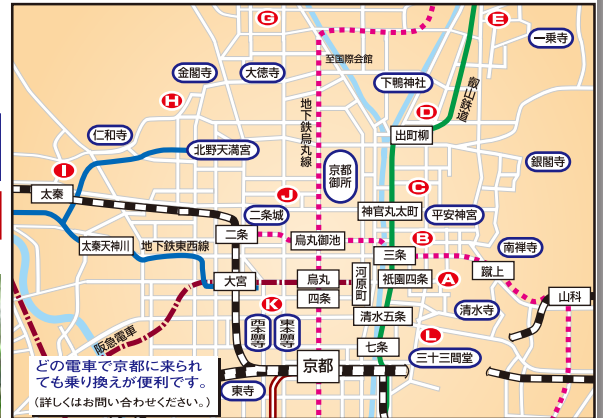 G
E
一乗寺
金閣寺
大徳寺
至国際会館
下鴨神社
叡山鉄道
H
地下鉄烏丸線
D
出町柳
仁和寺
北野天満宮
京都
御所
銀閣寺
I
太秦
J
C
二条城
神宮丸太町
平安神宮
二条
烏丸御池
B
三条
南禅寺
太秦天神川
地下鉄東西線
蹴上
大宮
烏丸
河原町
祇園四条
A
山科
K
四条
清水五条
清水寺
阪急電車
西本願寺
東本願寺
L
七条
三十三間堂
京都
どの電車で京都に来られ
ても乗り換えが便利です。
(詳しくはお問い合わせください。)
東寺